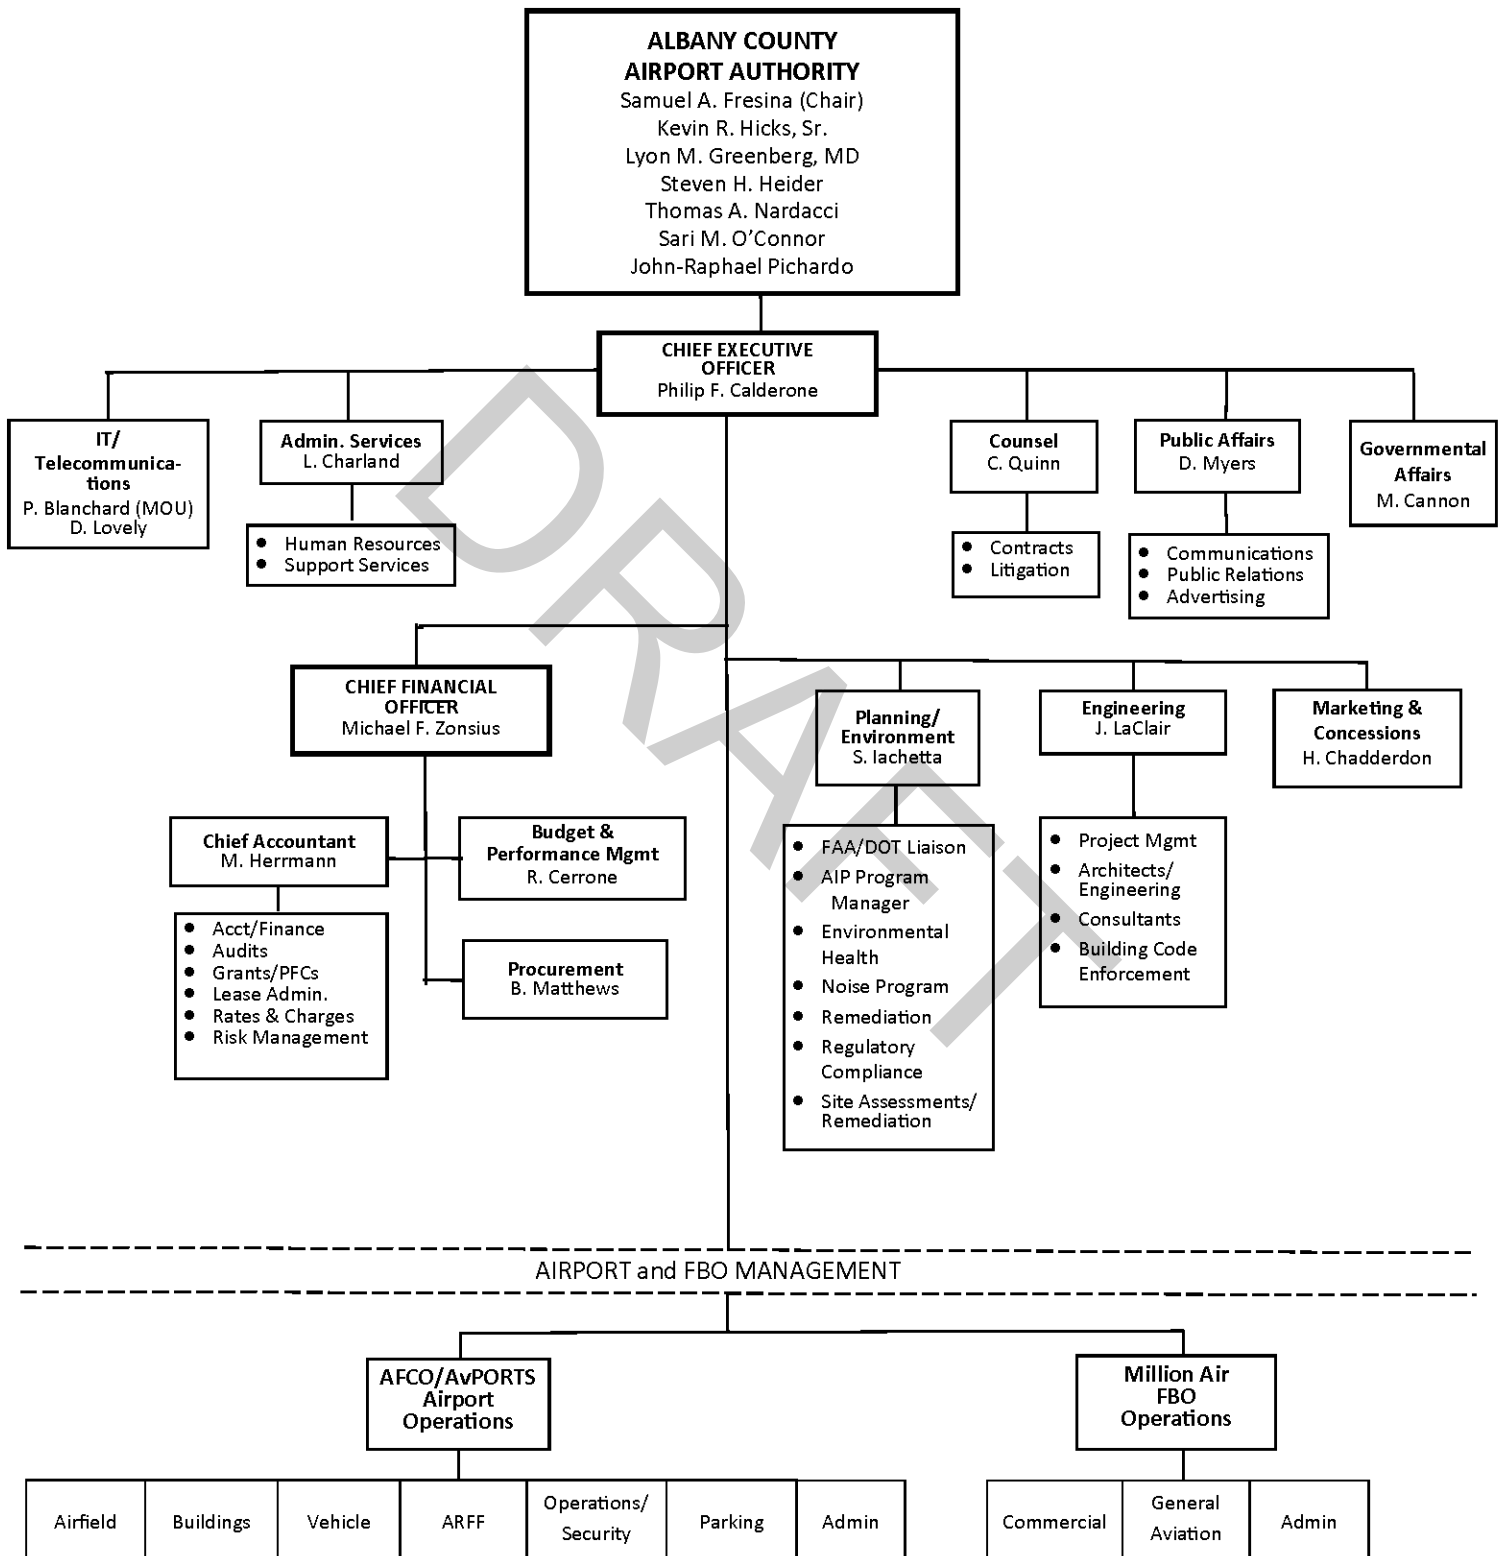 ALBANY COUNTY
AIRPORT AUTHORITY
Samuel A. Fresina (Chair)
Kevin R. Hicks, Sr.
Lyon M. Greenberg, MD
Steven H. Heider
Thomas A. Nardacci
Sari M. O’Connor
John-Raphael Pichardo
CHIEF EXECUTIVE
OFFICER
Philip F. Calderone
IT/
Telecommunica-
tions
P. Blanchard (MOU)
D. Lovely
Admin. Services
L. Charland
● Human Resources
● Support Services
Counsel
C. Quinn
● Contracts
● Litigation
Public Affairs
D. Myers
● Communications
● Public Relations
● Advertising
Governmental
Affairs
M. Cannon
DRAFT
CHIEF FINANCIAL
OFFICER
Michael F. Zonsius
Chief Accountant
M. Herrmann
● Acct/Finance
● Audits
● Grants/PFCs
● Lease Admin.
● Rates & Charges
● Risk Management
Budget &
Performance Mgmt
R. Cerrone
Procurement
B. Matthews
Planning/
Environment
S. Iachetta
● FAA/DOT Liaison
● AIP Program
Manager
● Environmental
Health
● Noise Program
● Remediation
● Regulatory
Compliance
● Site Assessments/
Remediation
Engineering
J. LaClair
● Project Mgmt
● Architects/
Engineering
● Consultants
● Building Code
Enforcement
Marketing &
Concessions
H. Chadderdon
AIRPORT and FBO MANAGEMENT
AFCO/AvPORTS
Airport
Operations
Airfield
Buildings
Vehicle
ARFF
Operations/
Security
Parking
Admin
Million Air
FBO
Operations
Commercial
General
Aviation
Admin